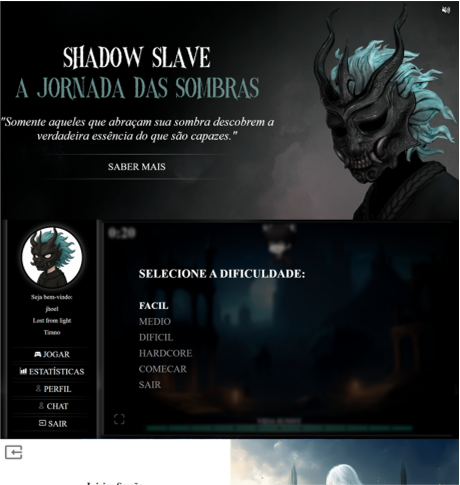 SHADOW SLAVE
A JORNADA DAS SOMBRAS
"Somente aqueles que abraçam sua sombra descobrem a
verdadeira essência do que são capazes."
SABER MAIS
0:20
Seja bem-vindo:
jhoel
Lost from light
Tirano
JOGAR
ESTATÍSTICAS
PERFIL
CHAT
SAIR
SELECIONE A DIFICULDADE:
FACIL
MEDIO
DIFICIL
HARDCORE
COMECAR
SAIR